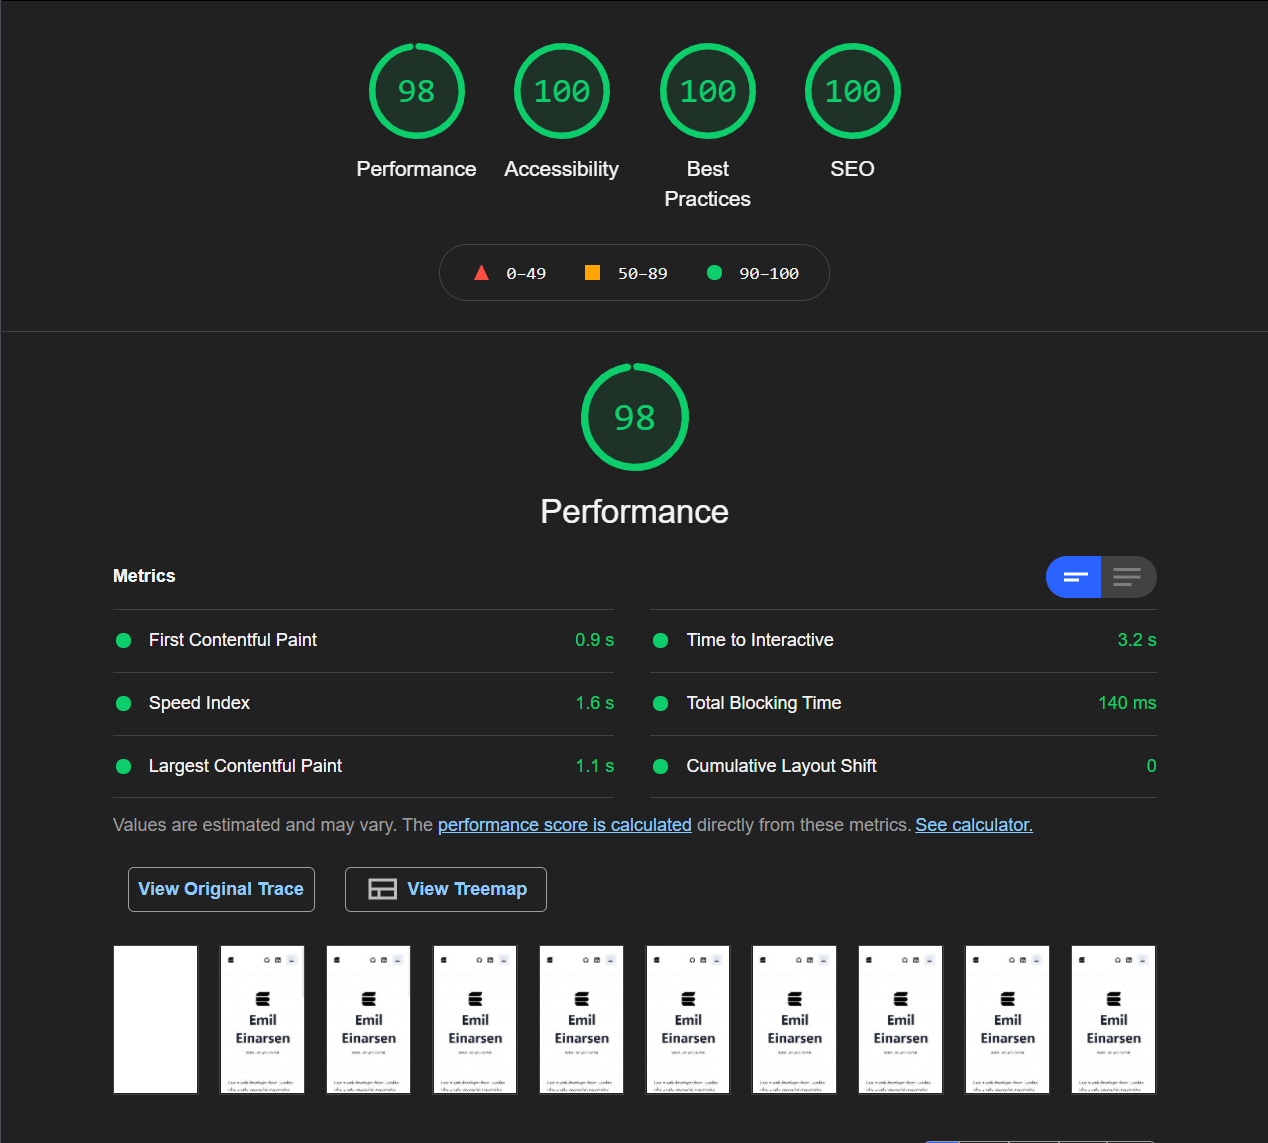 98 100 100 100
Performance Accessibility Best Practices SEO
0–49 50–89 90–100
98
Performance
Metrics
First Contentful Paint 0.9 s
Time to Interactive 3.2 s
Speed Index 1.6 s
Total Blocking Time 140 ms
Largest Contentful Paint 1.1 s
Cumulative Layout Shift 0
Values are estimated and may vary. The performance score is calculated directly from these metrics. See calculator.
View Original Trace View Treemap
Emil Emil Emil Emil Emil Emil Emil Emil Emil
Einarsen Einarsen Einarsen Einarsen Einarsen Einarsen Einarsen Einarsen Einarsen